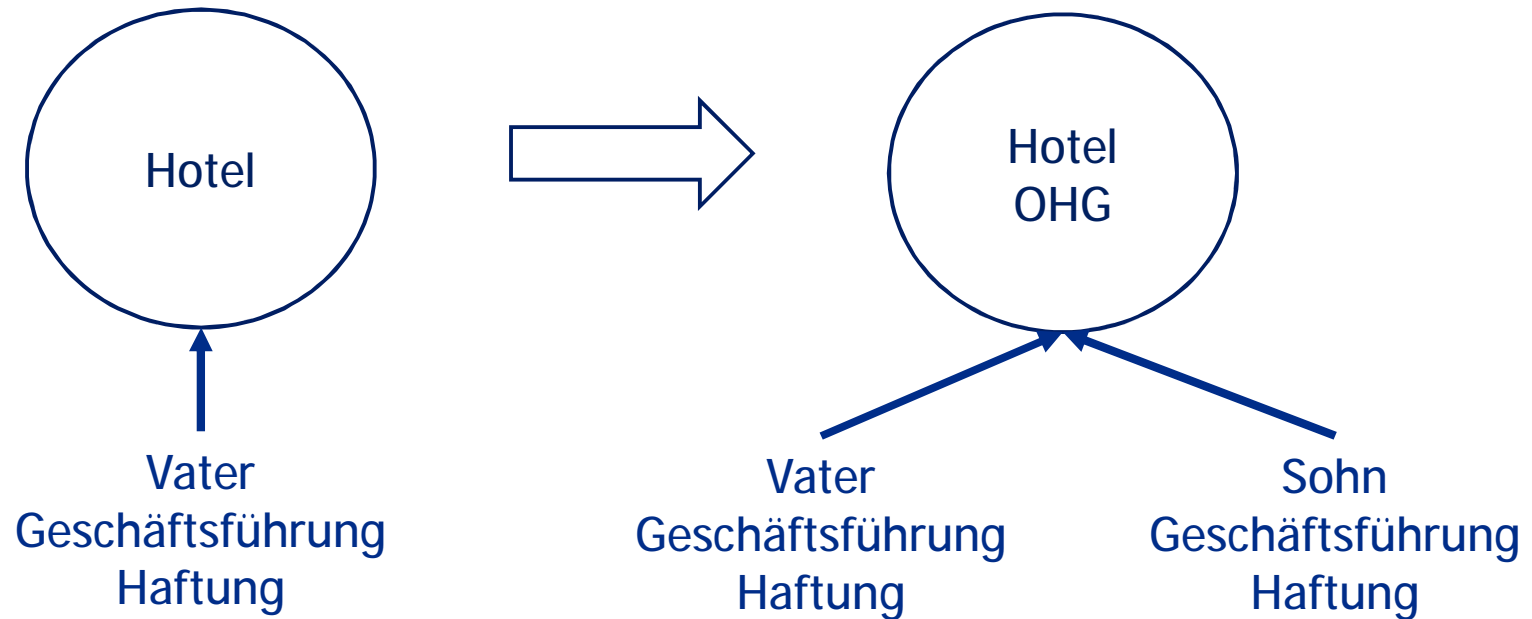 Hotel
Hotel
OHG
Vater
Geschäftsführung
Haftung
Vater
Geschäftsführung
Haftung
Sohn
Geschäftsführung
Haftung